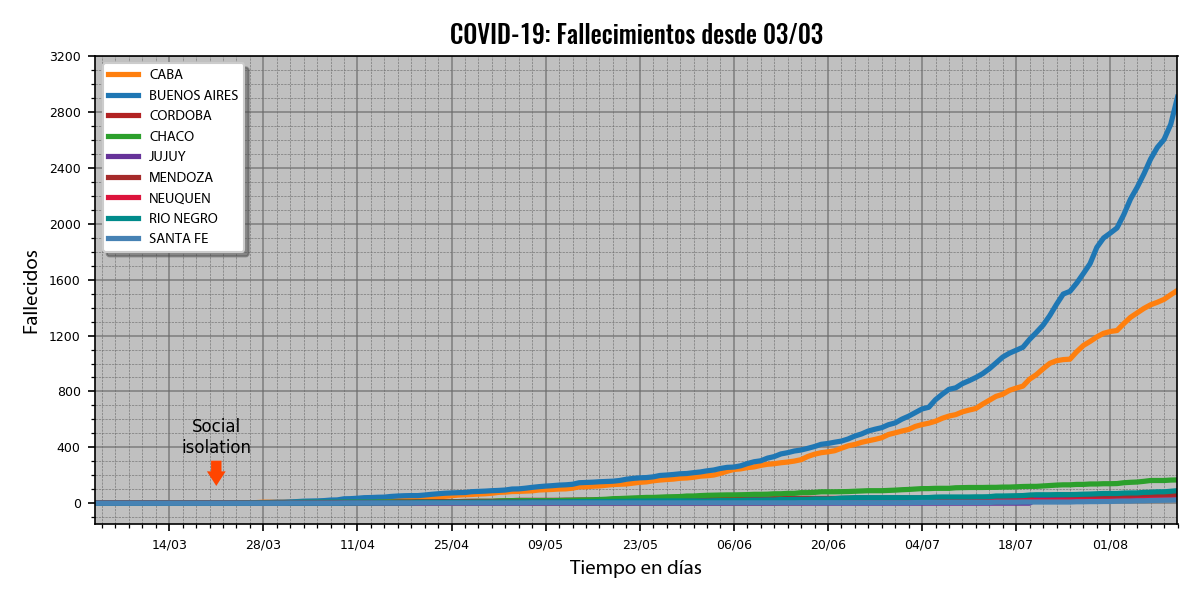 COVID-19: Fallecimientos desde 03/03
3200
2800
2400
2000
1600
1200
800
400
0
Fallecidos
CABA
BUENOS AIRES
CORDOBA
CHACO
JUJUY
MENDOZA
NEUQUEN
RIO NEGRO
SANTA FE
Social
isolation
14/03 28/03 11/04 25/04 09/05 23/05 06/06 20/06 04/07 18/07 01/08
Tiempo en días